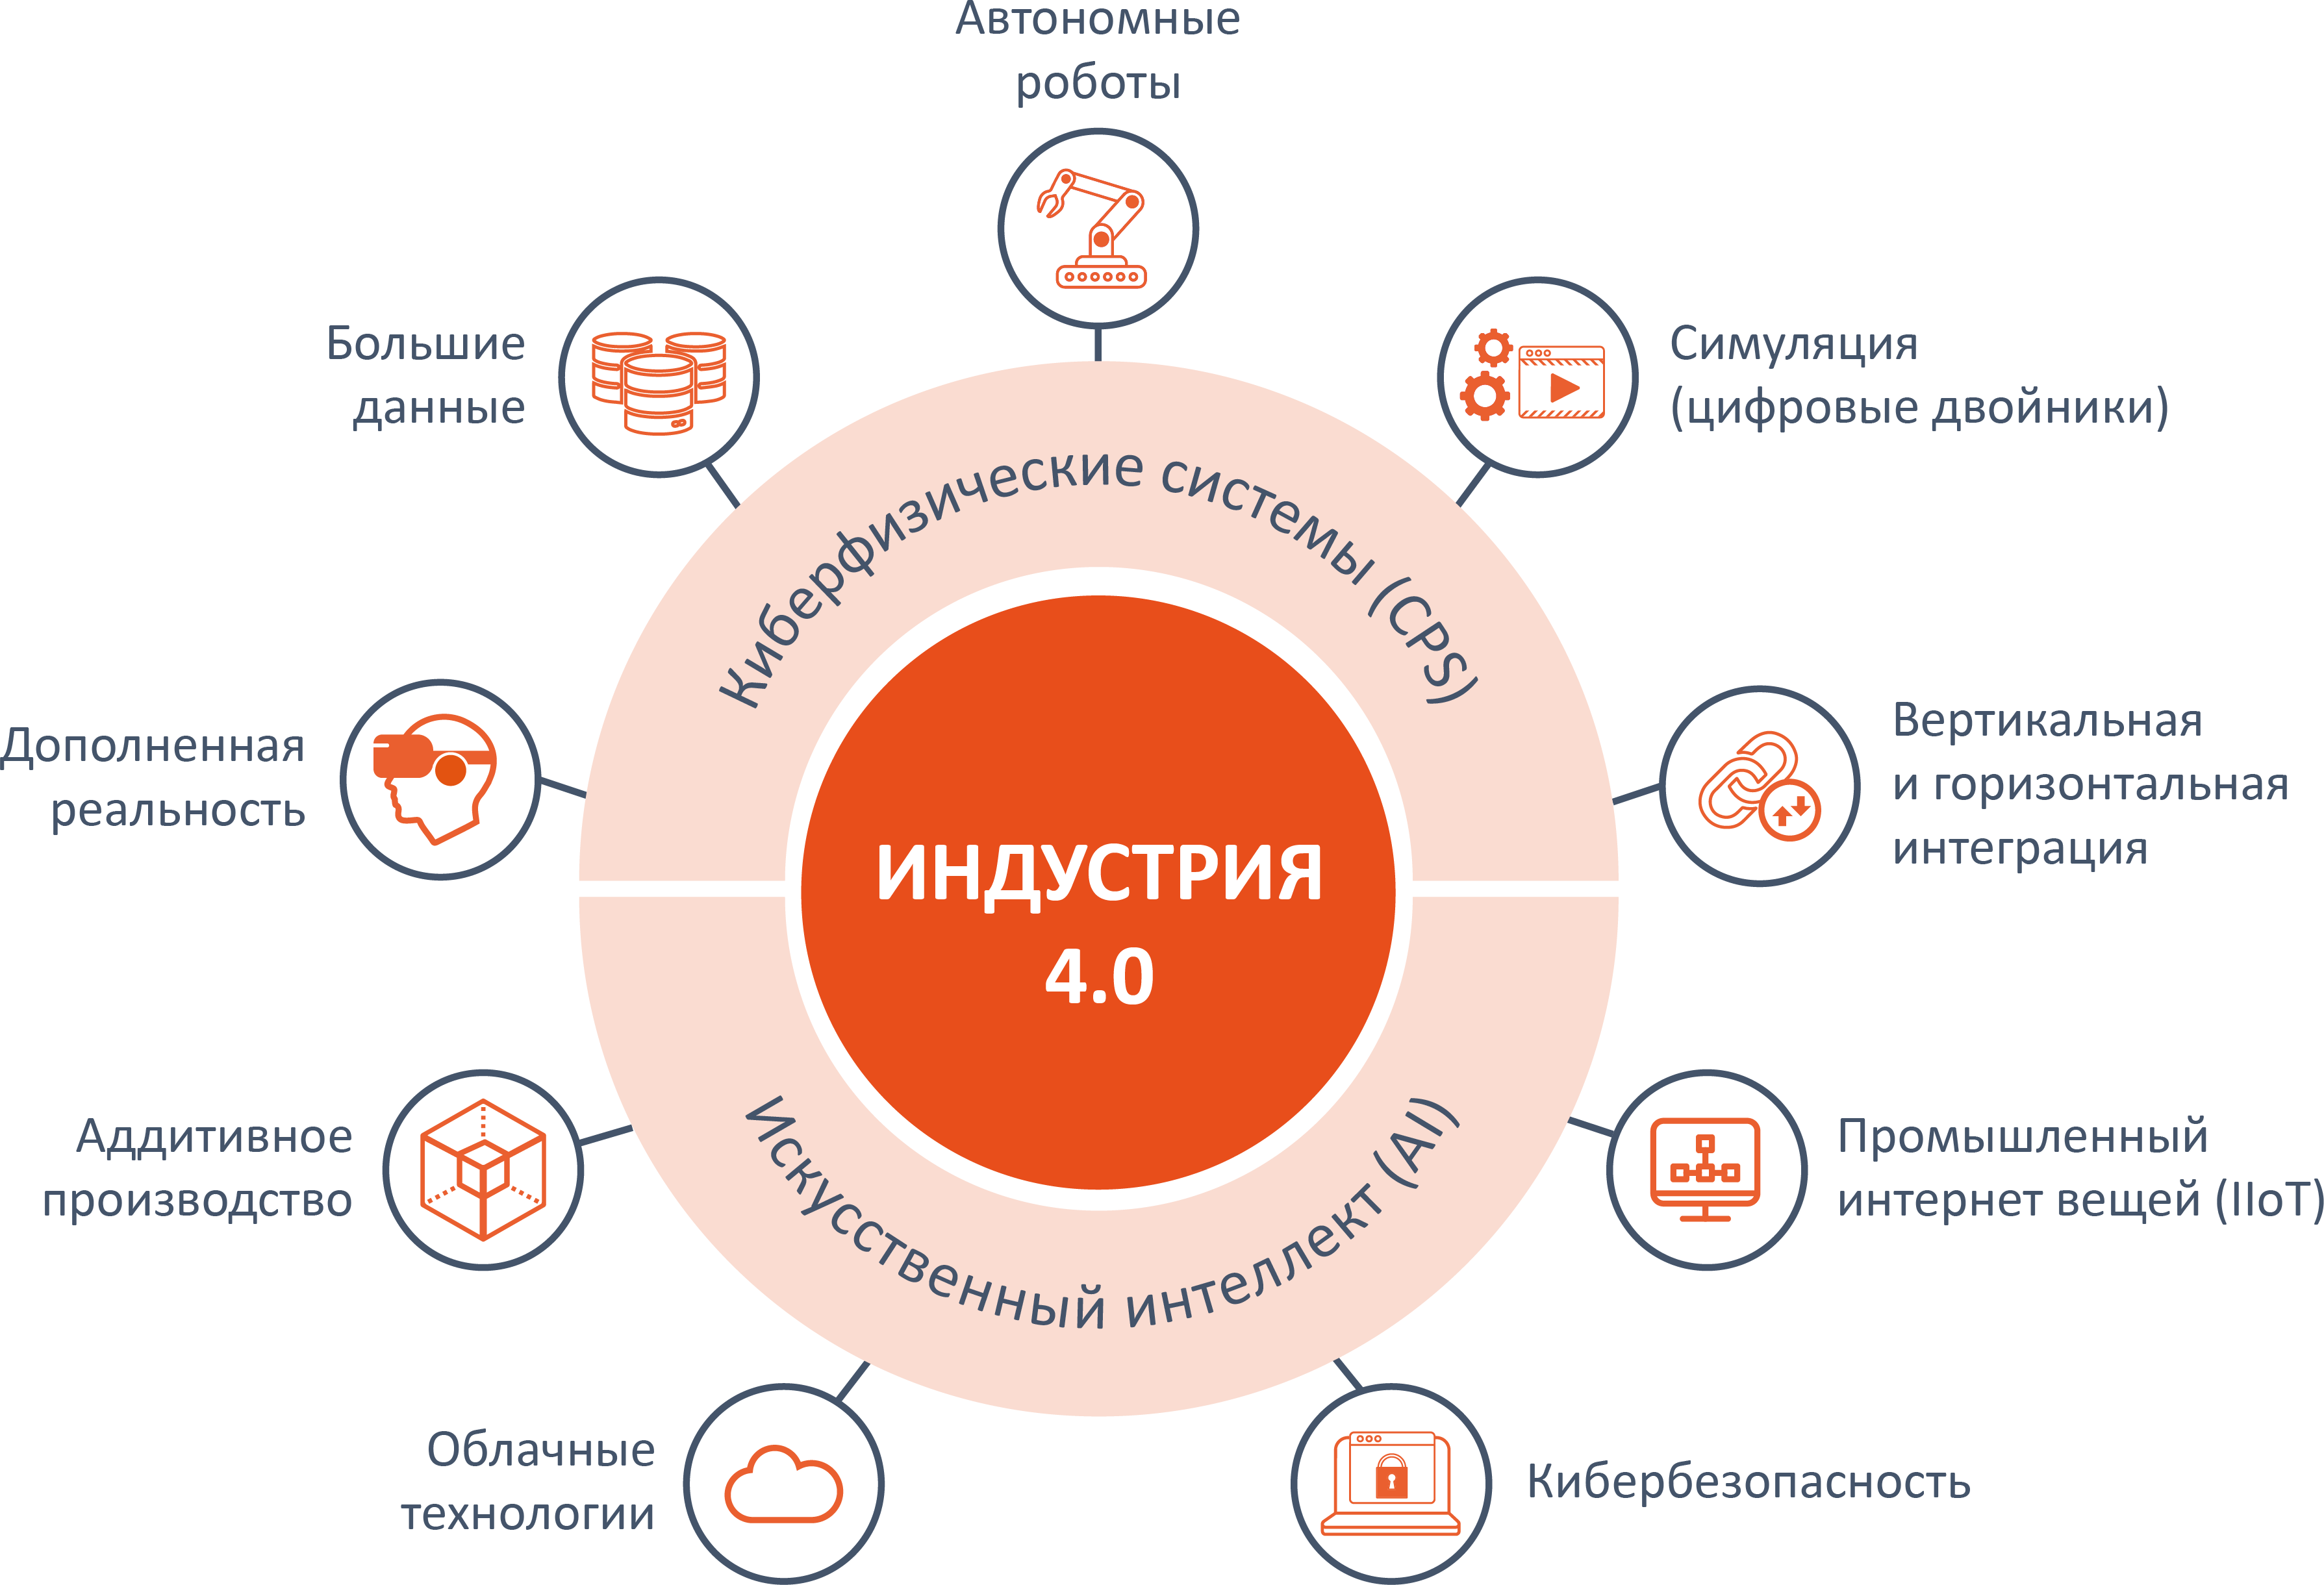 Автономные
роботы
Большие
данные
Симуляция
(цифровые двойники)
Киберфизические системы (CPS)
Дополненная
реальность
Вертикальная
и горизонтальная
интеграция
ИНДУСТРИЯ
4.0
Аддитивное
производство
Промышленный
интернет вещей (IIoT)
Искусственный интеллект (AI)
Облачные
технологии
Кибербезопасность